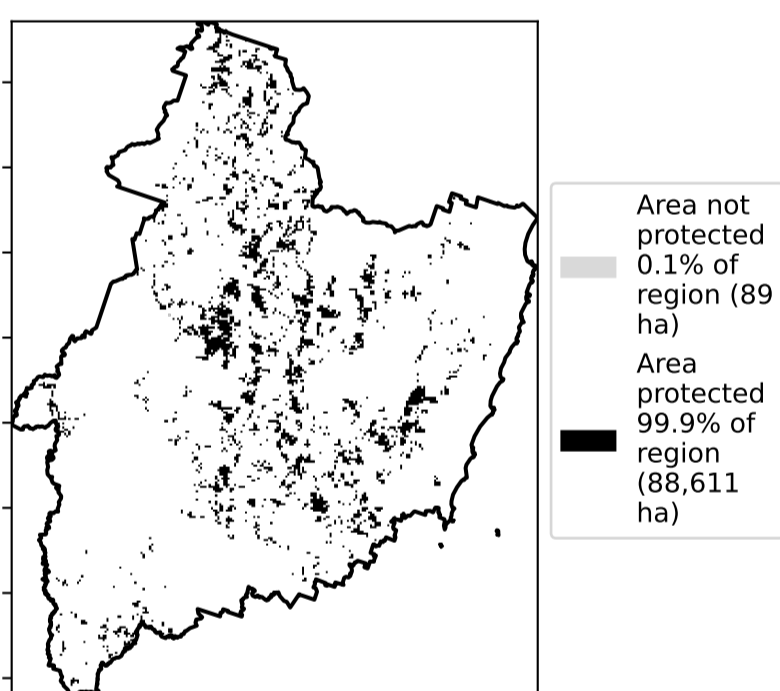 Area not
protected
0.1% of
region (89
ha)
Area
protected
99.9% of
region
(88,611
ha)